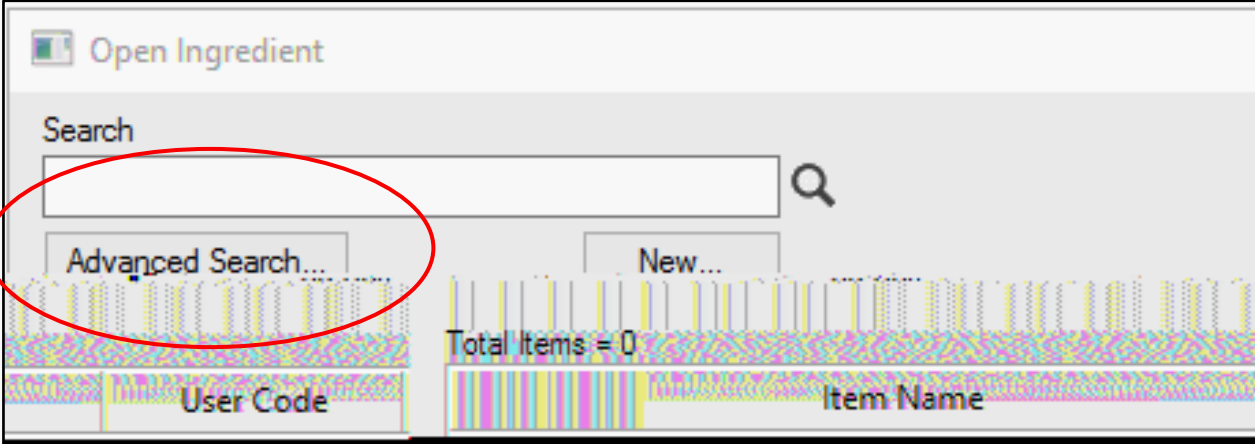 Open Ingredient
Search
Advanced Search... New...
Total Items = 0
User Code Item Name